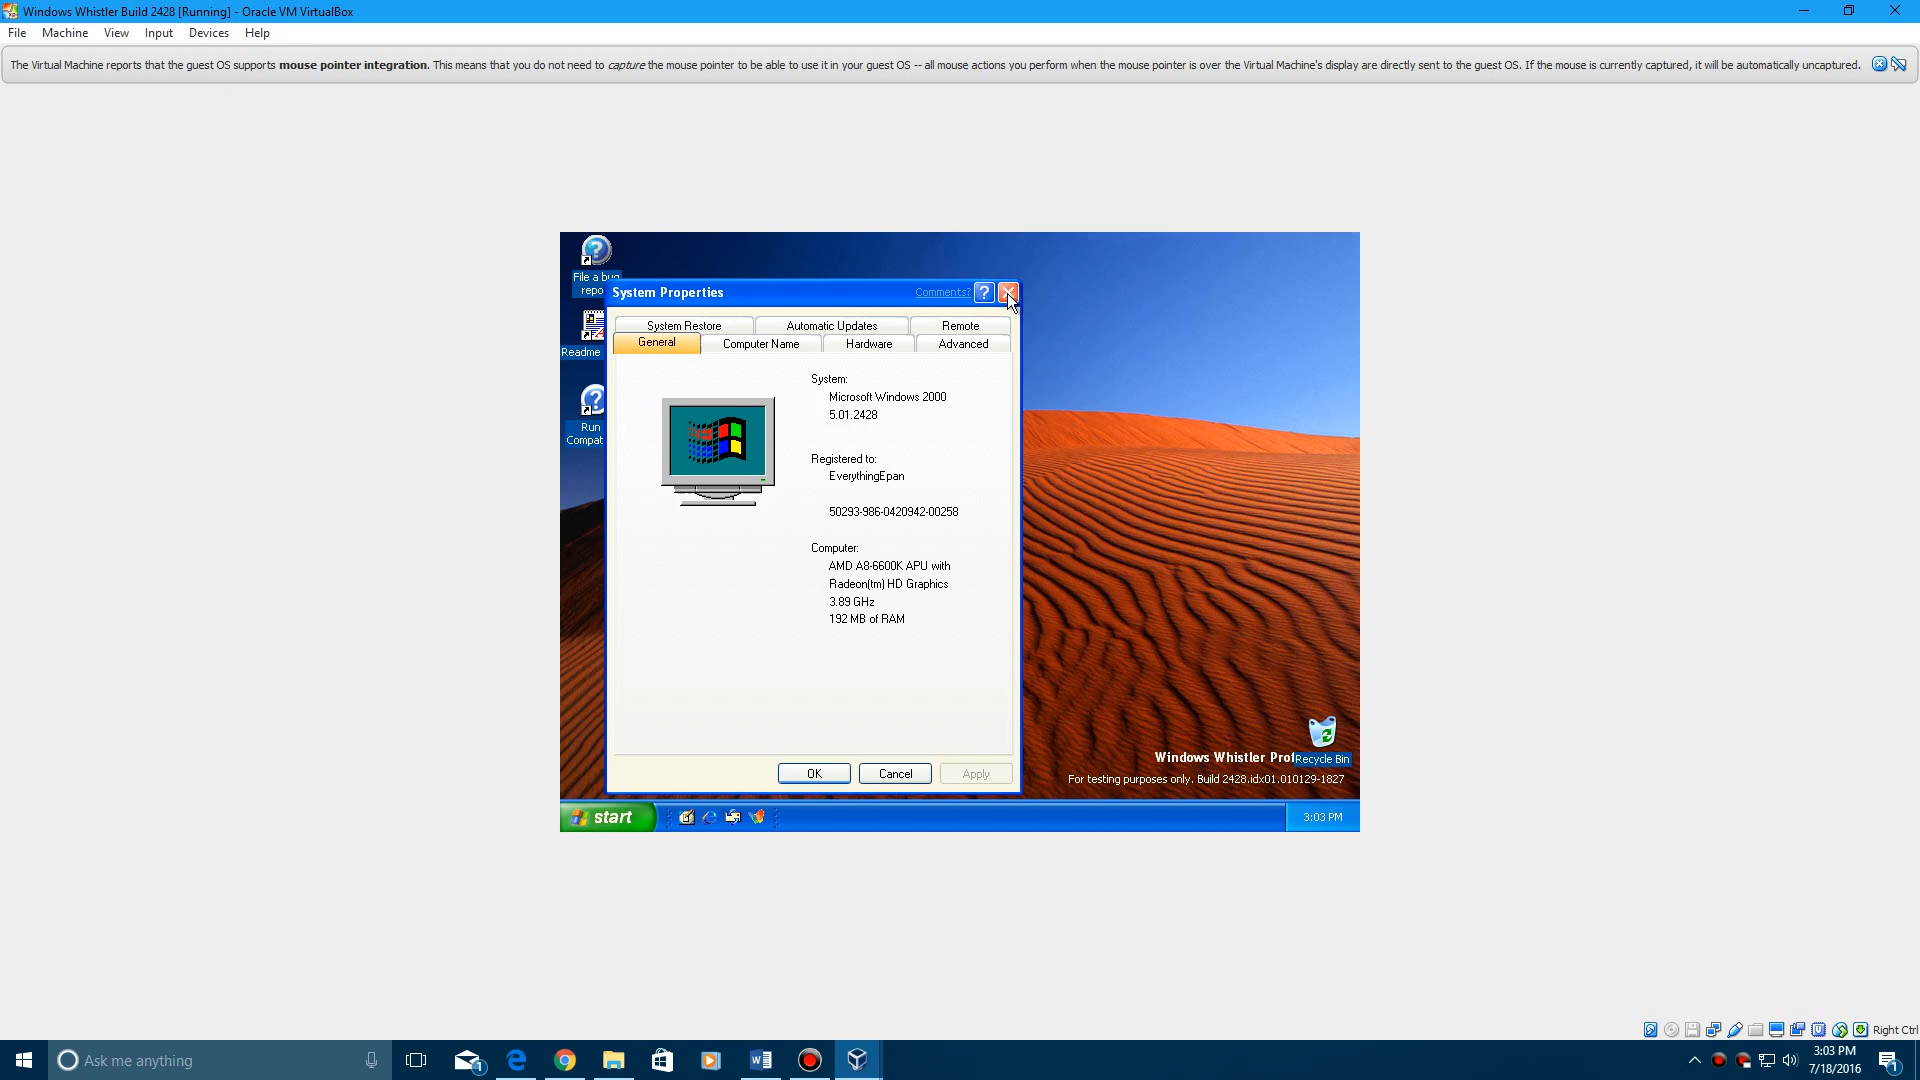 Windows Whistler Build 2428 [Running] - Oracle VM VirtualBox
File Machine View Input Devices Help
The Virtual Machine reports that the guest OS supports mouse pointer integration. This means that you do not need to capture the mouse pointer to be able to use it in your guest OS -- all mouse actions you perform when the mouse pointer is over the Virtual Machine's display are directly sent to the guest OS. If the mouse is currently captured, it will be automatically uncaptured.
File a bug
repo
Readme
Run
Compat
System Properties
Comments?
System Restore Automatic Updates Remote
General Computer Name Hardware Advanced
System:
Microsoft Windows 2000
5.01.2428
Registered to:
EverythingEpan
50293-986-0420942-00258
Computer:
AMD A8-6600K APU with
Radeon(tm) HD Graphics
3.89 GHz
192 MB of RAM
OK Cancel Apply
Windows Whistler Prof
Recycle Bin
For testing purposes only. Build 2428.idx01.010129-1827
start
3:03 PM
Right Ctrl
Ask me anything
1
3:03 PM
7/18/2016
1